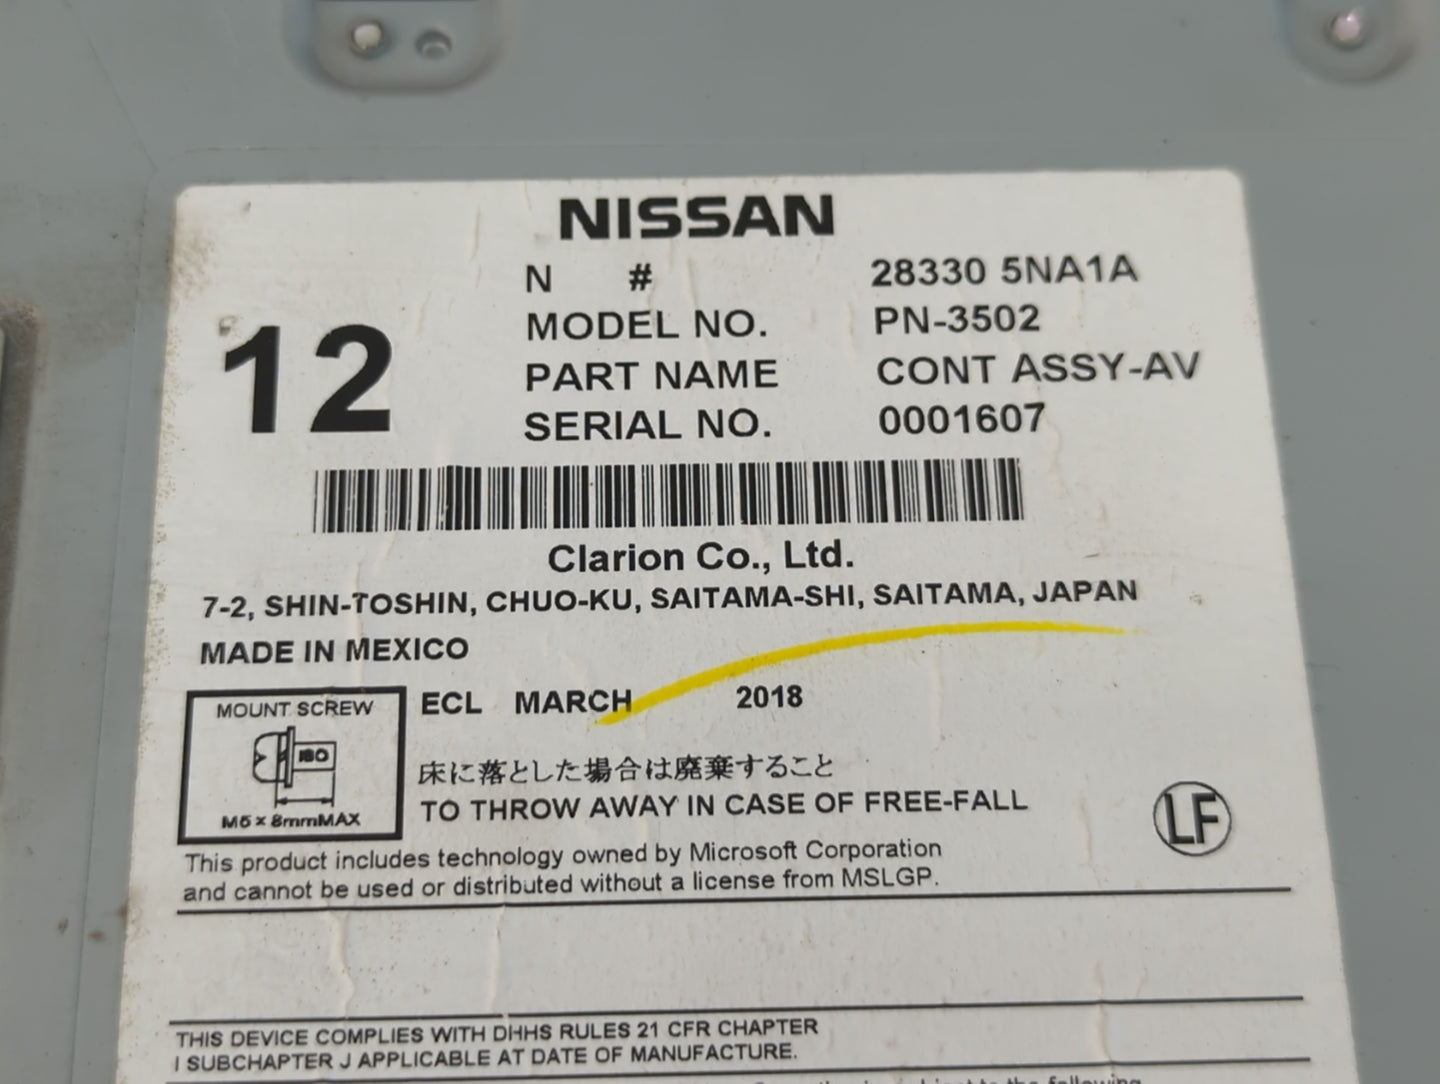 NISSAN
N # 28330 5NA1A
MODEL NO. PN-3502
PART NAME CONT ASSY-AV
SERIAL NO. 0001607
12
Clarion Co., Ltd.
7-2, SHIN-TOSHIN, CHUO-KU, SAITAMA-SHI, SAITAMA, JAPAN
MADE IN MEXICO
ECL MARCH 2018
MOUNT SCREW
ISO
M5 x 8mmMAX
床に落とした場合は廃棄すること
TO THROW AWAY IN CASE OF FREE-FALL
LF
This product includes technology owned by Microsoft Corporation
and cannot be used or distributed without a license from MSLGP.
THIS DEVICE COMPLIES WITH DHHS RULES 21 CFR CHAPTER
I SUBCHAPTER J APPLICABLE AT DATE OF MANUFACTURE.
to the following